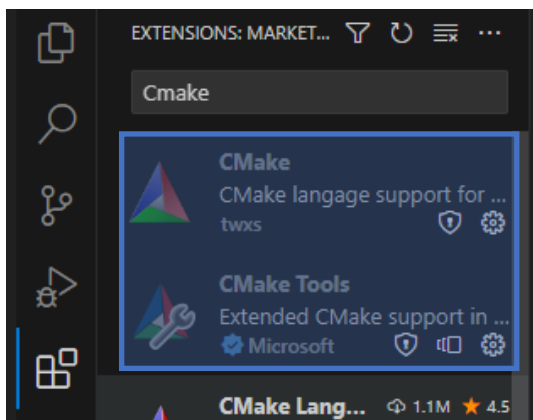 EXTENSIONS: MARKET...
Cmake
CMake
CMake langage support for ...
twxs
CMake Tools
Extended CMake support in ...
Microsoft
CMake Lang... 1.1M 4.5